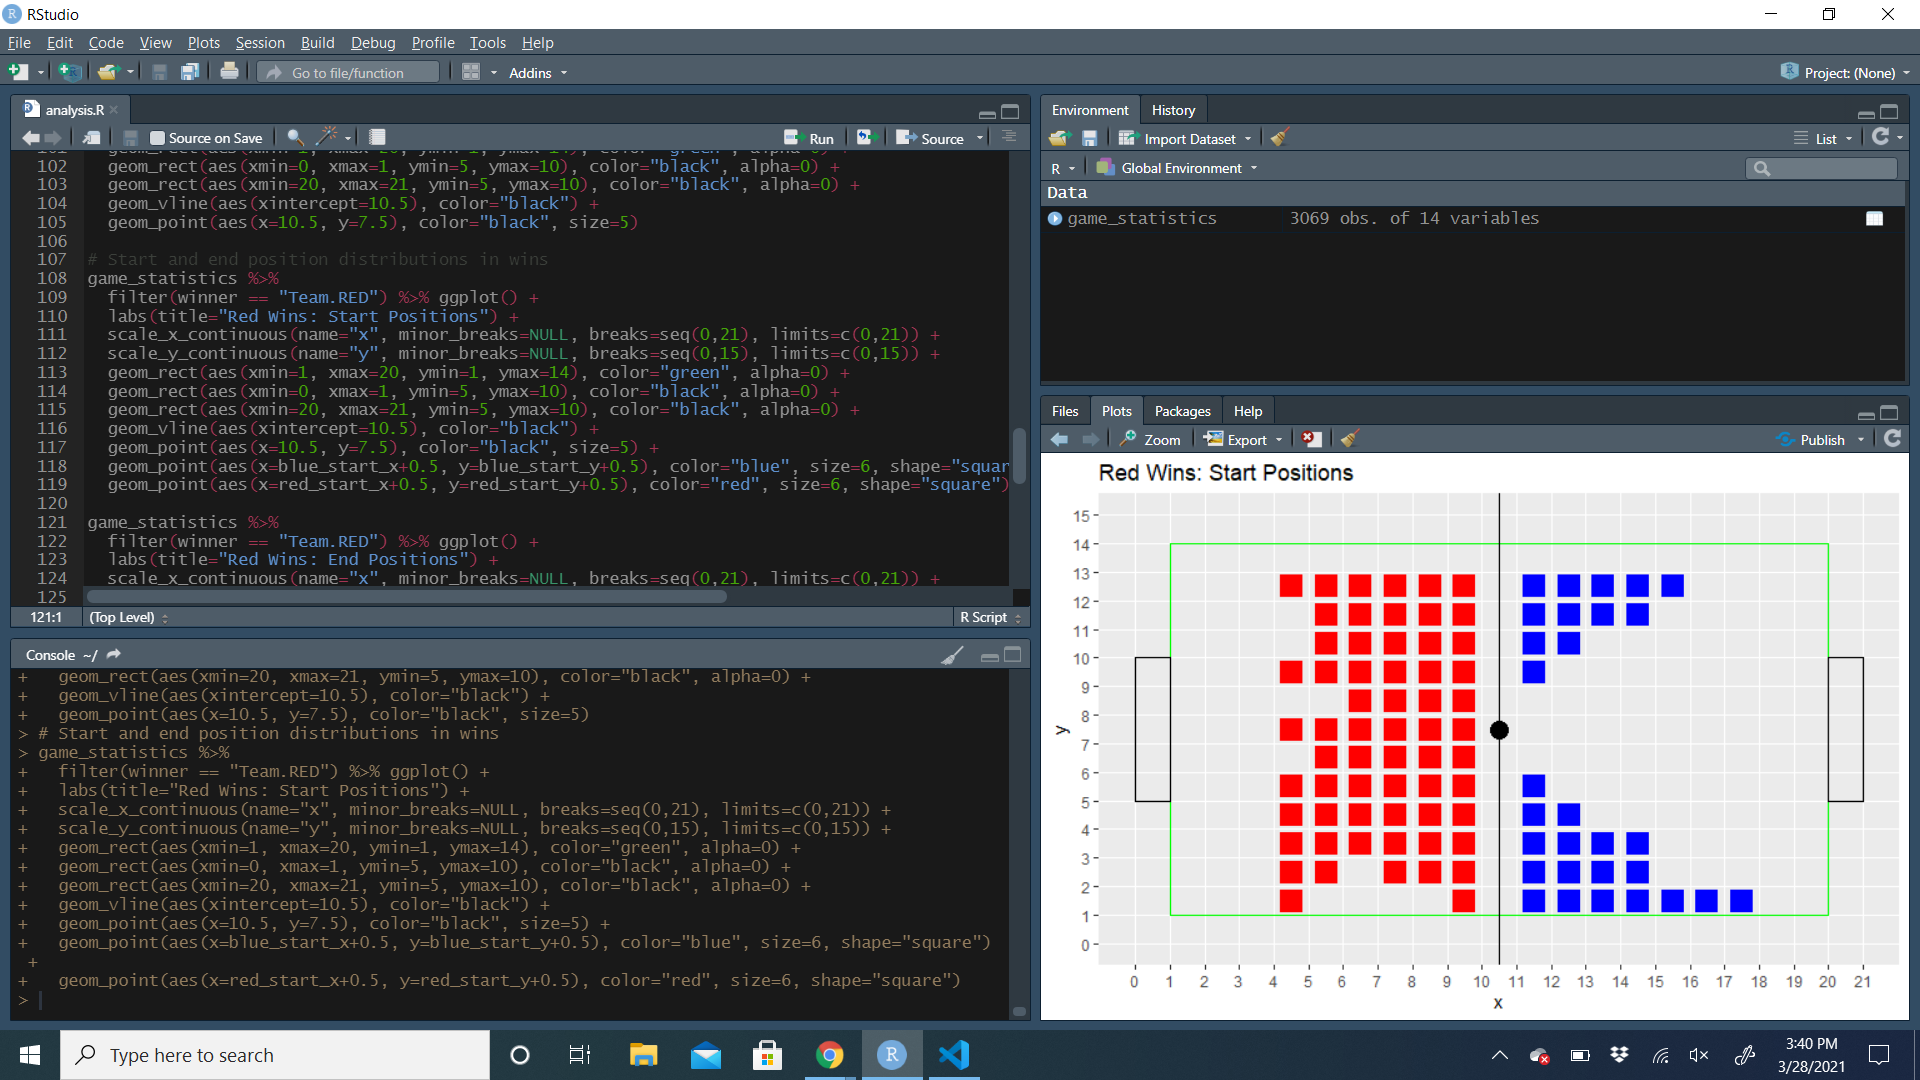 RStudio
File Edit Code View Plots Session Build Debug Profile Tools Help
Go to file/function Addins Project: (None)
analysis.R
Source on Save Run Source
102 geom_rect(aes(xmin=0, xmax=1, ymin=5, ymax=10), color="black", alpha=0) +
103 geom_rect(aes(xmin=20, xmax=21, ymin=5, ymax=10), color="black", alpha=0) +
104 geom_vline(aes(xintercept=10.5), color="black") +
105 geom_point(aes(x=10.5, y=7.5), color="black", size=5)
106
107 # Start and end position distributions in wins
108 game_statistics %>%
109 filter(winner == "Team.RED") %>% ggplot() +
110 labs(title="Red Wins: Start Positions") +
111 scale_x_continuous(name="x", minor_breaks=NULL, breaks=seq(0,21), limits=c(0,21)) +
112 scale_y_continuous(name="y", minor_breaks=NULL, breaks=seq(0,15), limits=c(0,15)) +
113 geom_rect(aes(xmin=1, xmax=20, ymin=1, ymax=14), color="green", alpha=0) +
114 geom_rect(aes(xmin=0, xmax=1, ymin=5, ymax=10), color="black", alpha=0) +
115 geom_rect(aes(xmin=20, xmax=21, ymin=5, ymax=10), color="black", alpha=0) +
116 geom_vline(aes(xintercept=10.5), color="black") +
117 geom_point(aes(x=10.5, y=7.5), color="black", size=5) +
118 geom_point(aes(x=blue_start_x+0.5, y=blue_start_y+0.5), color="blue", size=6, shape="squar
119 geom_point(aes(x=red_start_x+0.5, y=red_start_y+0.5), color="red", size=6, shape="square")
120
121 game_statistics %>%
122 filter(winner == "Team.RED") %>% ggplot() +
123 labs(title="Red Wins: End Positions") +
124 scale_x_continuous(name="x", minor_breaks=NULL, breaks=seq(0,21), limits=c(0,21)) +
125
121:1 (Top Level) R Script
Console ~/
+ geom_rect(aes(xmin=20, xmax=21, ymin=5, ymax=10), color="black", alpha=0) +
+ geom_vline(aes(xintercept=10.5), color="black") +
+ geom_point(aes(x=10.5, y=7.5), color="black", size=5)
> # Start and end position distributions in wins
> game_statistics %>%
+ filter(winner == "Team.RED") %>% ggplot() +
+ labs(title="Red Wins: Start Positions") +
+ scale_x_continuous(name="x", minor_breaks=NULL, breaks=seq(0,21), limits=c(0,21)) +
+ scale_y_continuous(name="y", minor_breaks=NULL, breaks=seq(0,15), limits=c(0,15)) +
+ geom_rect(aes(xmin=1, xmax=20, ymin=1, ymax=14), color="green", alpha=0) +
+ geom_rect(aes(xmin=0, xmax=1, ymin=5, ymax=10), color="black", alpha=0) +
+ geom_rect(aes(xmin=20, xmax=21, ymin=5, ymax=10), color="black", alpha=0) +
+ geom_vline(aes(xintercept=10.5), color="black") +
+ geom_point(aes(x=10.5, y=7.5), color="black", size=5) +
+ geom_point(aes(x=blue_start_x+0.5, y=blue_start_y+0.5), color="blue", size=6, shape="square")
+
+ geom_point(aes(x=red_start_x+0.5, y=red_start_y+0.5), color="red", size=6, shape="square")
>
Environment History
Import Dataset List
R Global Environment
Data
game_statistics 3069 obs. of 14 variables
Files Plots Packages Help
Zoom Export Publish
Red Wins: Start Positions
15
14
13
12
11
10
9
8
7
6
5
4
3
2
1
0
y
0 1 2 3 4 5 6 7 8 9 10 11 12 13 14 15 16 17 18 19 20 21
x
Type here to search
3:40 PM
3/28/2021